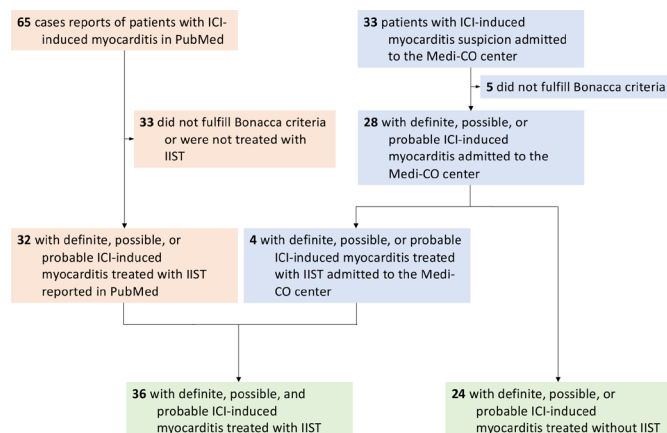 65 cases reports of patients with ICI-
induced myocarditis in PubMed
33 patients with ICI-induced
myocarditis suspicion admitted
to the Medi-CO center
5 did not fulfill Bonacca criteria
33 did not fulfill Bonacca criteria
or were not treated with
IIST
28 with definite, possible, or
probable ICI-induced
myocarditis admitted to the
Medi-CO center
32 with definite, possible, or
probable ICI-induced
myocarditis treated with IIST
reported in PubMed
4 with definite, possible, or probable
ICI-induced myocarditis treated
with IIST admitted to the Medi-
CO center
36 with definite, possible, and
probable ICI-induced
myocarditis treated with IIST
24 with definite, possible, or
probable ICI-induced
myocarditis treated without IIST